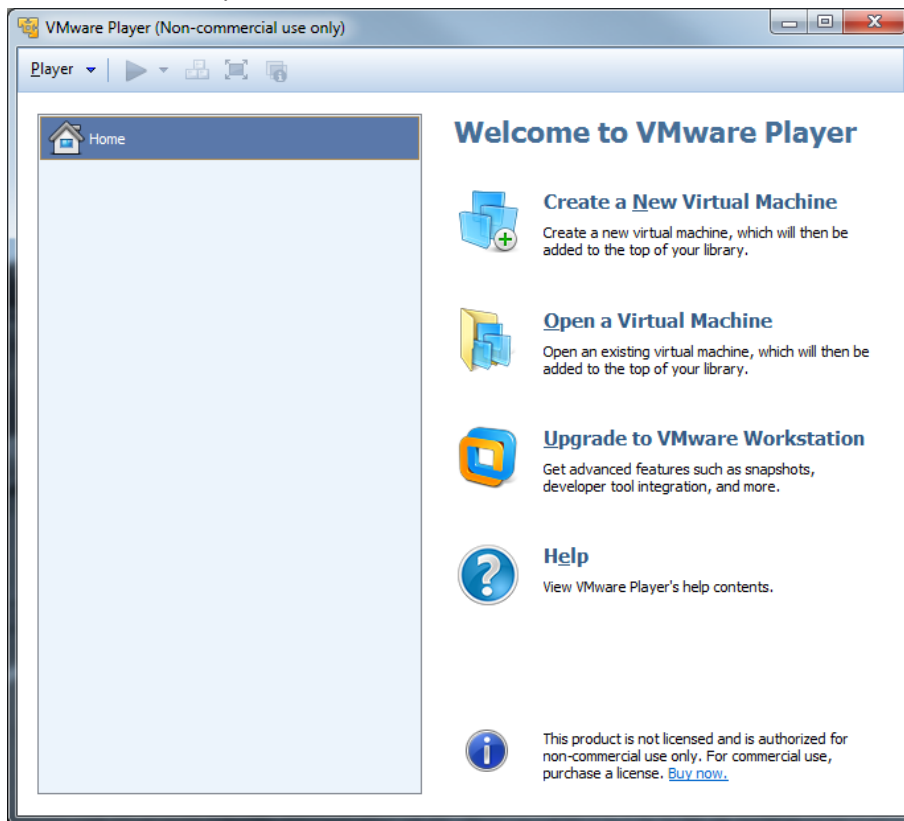 VMware Player (Non-commercial use only)
Player
Home
Welcome to VMware Player
Create a New Virtual Machine
Create a new virtual machine, which will then be
added to the top of your library.
Open a Virtual Machine
Open an existing virtual machine, which will then be
added to the top of your library.
Upgrade to VMware Workstation
Get advanced features such as snapshots,
developer tool integration, and more.
Help
View VMware Player's help contents.
This product is not licensed and is authorized for
non-commercial use only. For commercial use,
purchase a license. Buy now.